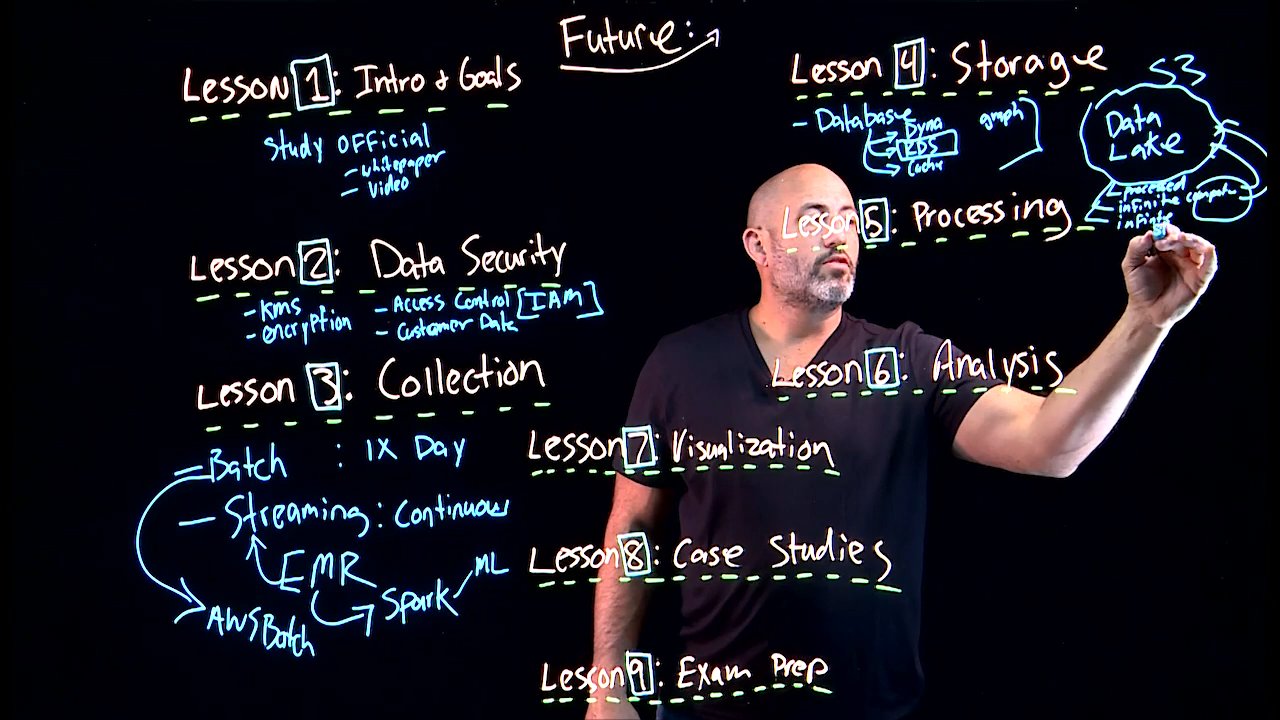 Future:
Lesson 1: Intro & Goals
Study Official
- whitepaper
- Video
Lesson 2: Data Security
- KMS
- encryption
- Access Control [IAM]
- Customer Data
Lesson 3: Collection
- Batch : 1X Day
- Streaming: Continuous
EMR
Spark
ML
AWS Batch
Lesson 4: Storage
- Database
Dyna
RDS
Cache
graph
S3
Data
Lake
- processed
- infinite compute
- infinite
Lesson 5: Processing
Lesson 6: Analysis
Lesson 7: Visualization
Lesson 8: Case Studies
Lesson 9: Exam Prep